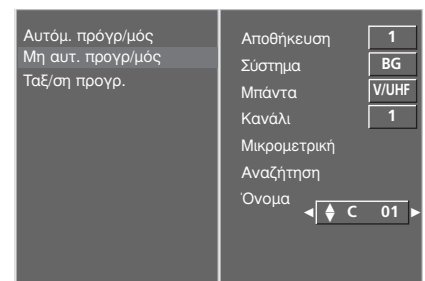 Αυτόμ. πρόγρ/μός
Μη αυτ. προγρ/μός
Ταξ/ση προγρ.
Αποθήκευση 1
Σύστημα BG
Μπάντα V/UHF
Κανάλι 1
Μικρομετρική
Αναζήτηση
Όνομα
C 01